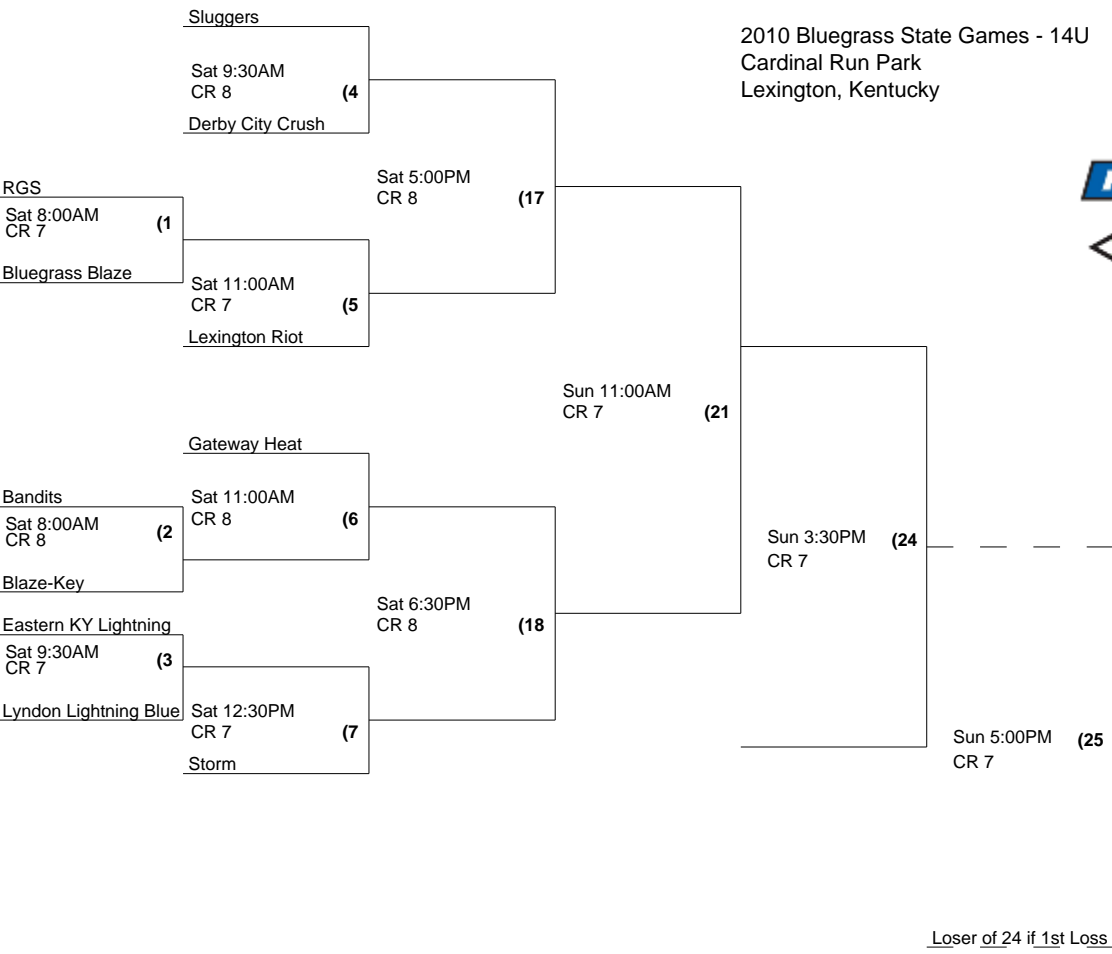 Sluggers
2010 Bluegrass State Games - 14U
Cardinal Run Park
Lexington, Kentucky
Sat 9:30AM
CR 8 (4
Derby City Crush
Sat 5:00PM
CR 8 (17
RGS
Sat 8:00AM
CR 7 (1
Bluegrass Blaze
Sat 11:00AM
CR 7 (5
Lexington Riot
Sun 11:00AM
CR 7 (21
Gateway Heat
Bandits
Sat 8:00AM
CR 8 (2
Blaze-Key
Sat 11:00AM
CR 8 (6
Sun 3:30PM (24
CR 7
Sat 6:30PM
CR 8 (18
Eastern KY Lightning
Sat 9:30AM
CR 7 (3
Lyndon Lightning Blue
Sat 12:30PM
CR 7 (7
Storm
Sun 5:00PM (25
CR 7
Loser of 24 if 1st Loss